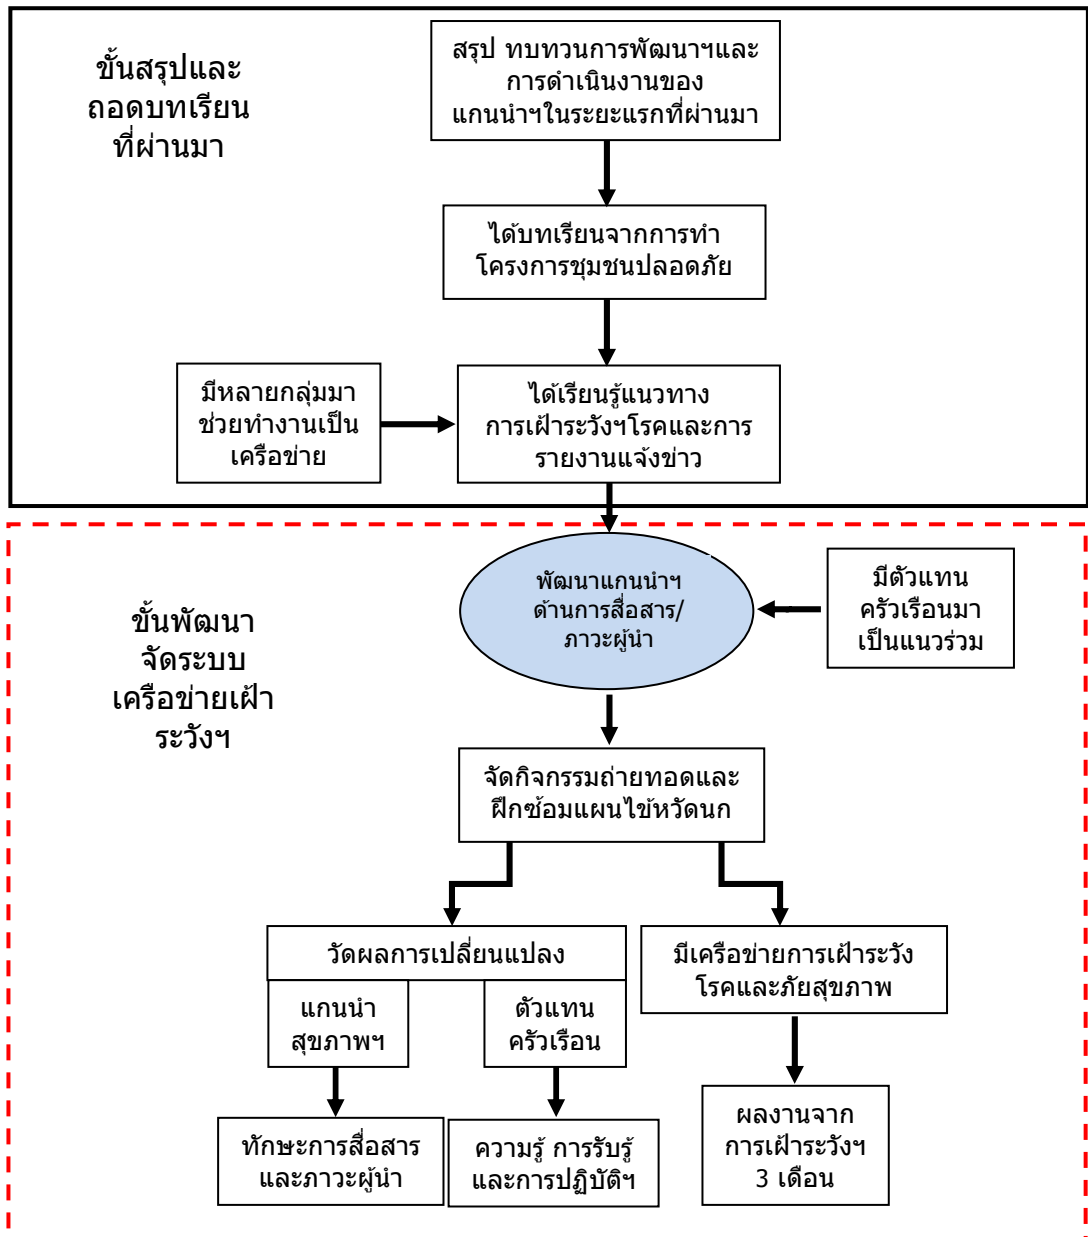 ขั้นสรุปและ
ถอดบทเรียน
ที่ผ่านมา
สรุป ทบทวนการพัฒนาฯและ
การดำเนินงานของ
แกนนำฯในระยะแรกที่ผ่านมา
ได้บทเรียนจากการทำ
โครงการชุมชนปลอดภัย
มีหลายกลุ่มมา
ช่วยทำงานเป็น
เครือข่าย
ได้เรียนรู้แนวทาง
การเฝ้าระวังฯโรคและการ
รายงานแจ้งข่าว
ขั้นพัฒนา
จัดระบบ
เครือข่ายเฝ้า
ระวังฯ
พัฒนาแกนนำฯ
ด้านการสื่อสาร/
ภาวะผู้นำ
มีตัวแทน
ครัวเรือนมา
เป็นแนวร่วม
จัดกิจกรรมถ่ายทอดและ
ฝึกซ้อมแผนไข้หวัดนก
วัดผลการเปลี่ยนแปลง
แกนนำ
สุขภาพฯ
ตัวแทน
ครัวเรือน
มีเครือข่ายการเฝ้าระวัง
โรคและภัยสุขภาพ
ทักษะการสื่อสาร
และภาวะผู้นำ
ความรู้ การรับรู้
และการปฏิบัติฯ
ผลงานจาก
การเฝ้าระวังฯ
3 เดือน